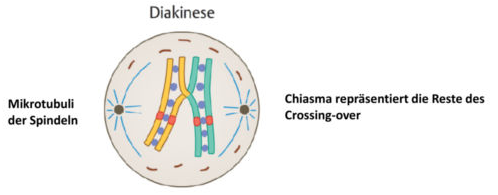 Diakinese
Mikrotubuli
der Spindeln
Chiasma repräsentiert die Reste des
Crossing-over